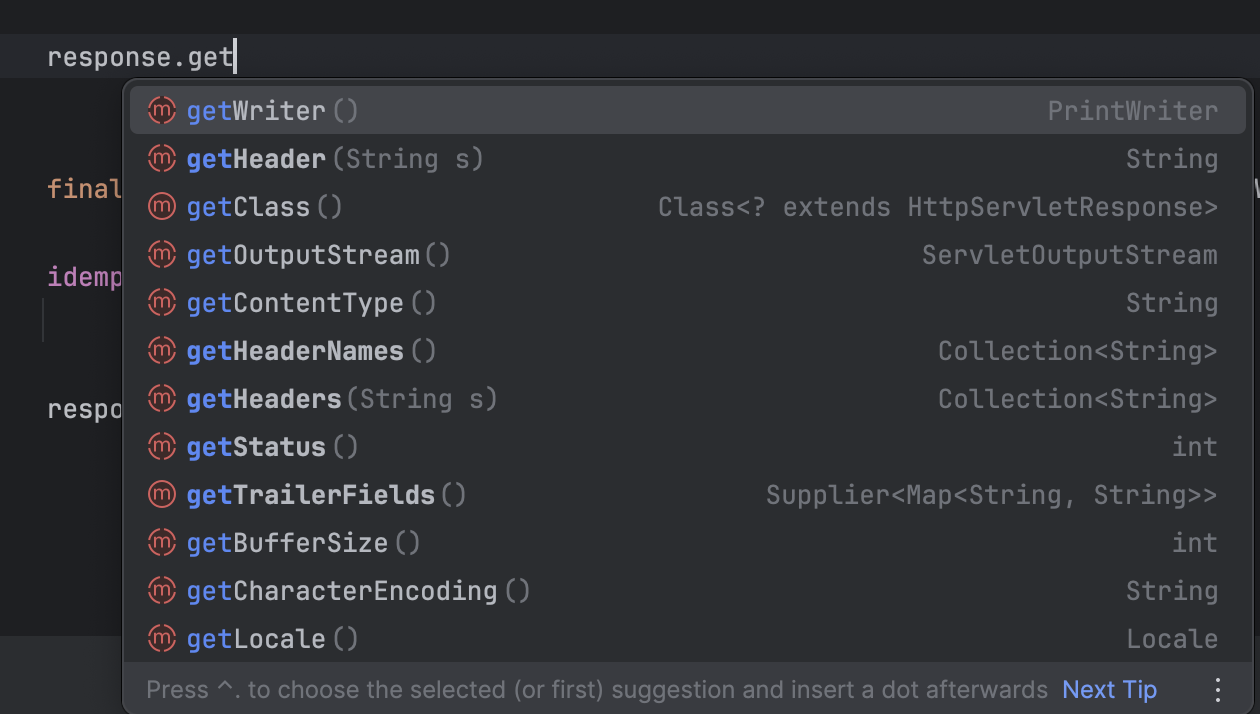 response.get
getWriter() PrintWriter
getHeader(String s) String
final
getClass() Class<? extends HttpServletResponse>
getOutputStream() ServletOutputStream
idemp
getContentType() String
getHeaderNames() Collection<String>
getHeaders(String s) Collection<String>
respo
getStatus() int
getTrailerFields() Supplier<Map<String, String>>
getBufferSize() int
getCharacterEncoding() String
getLocale() Locale
Press ^. to choose the selected (or first) suggestion and insert a dot afterwards Next Tip